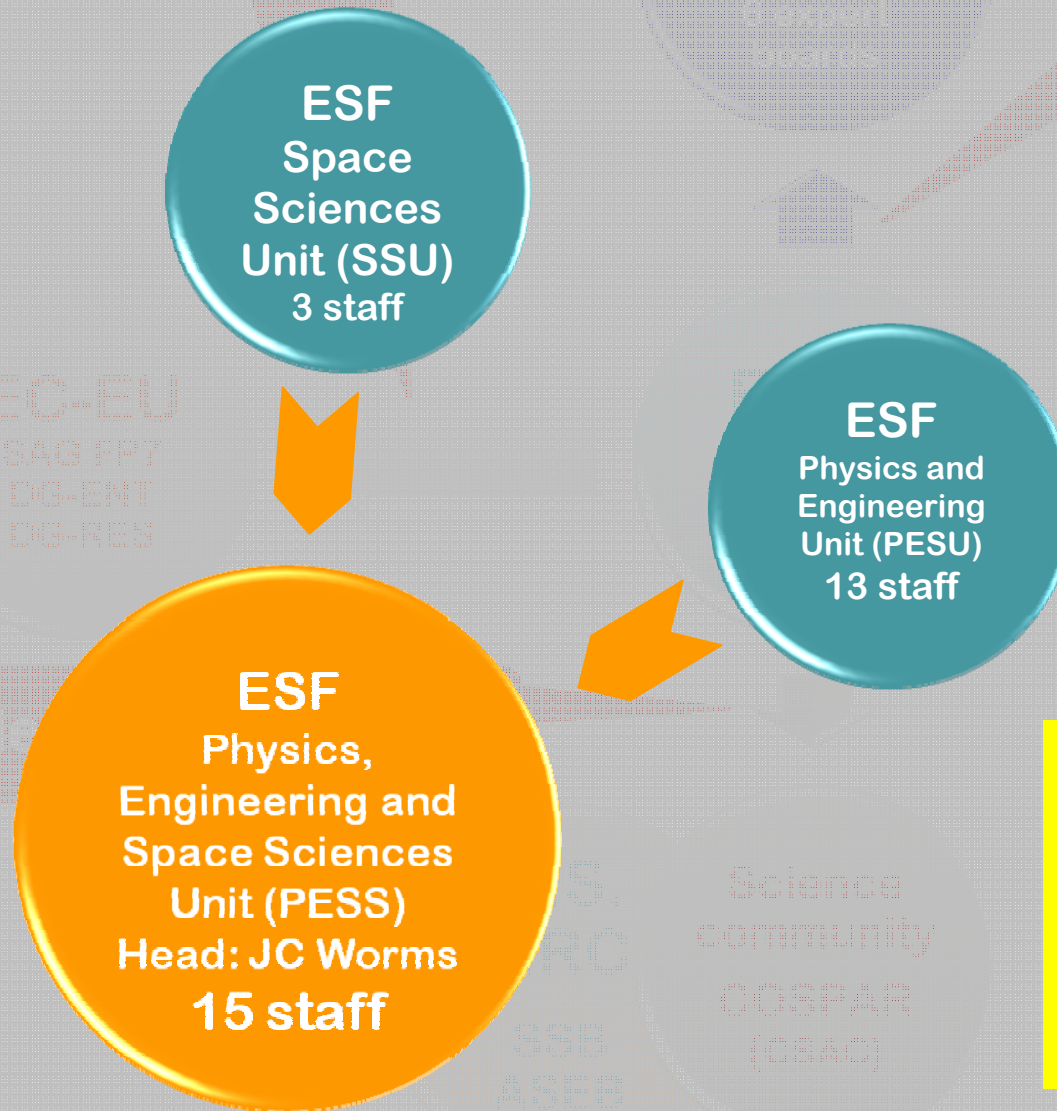 ESF
Space
Sciences
Unit (SSU)
3 staff
ESF
Physics and
Engineering
Unit (PESU)
13 staff
ESF
Physics,
Engineering and
Space Sciences
Unit (PESS)
Head: JC Worms
15 staff
EC-EU
DG-ENT
DG-RES
Science
community
COSPAR
SSB